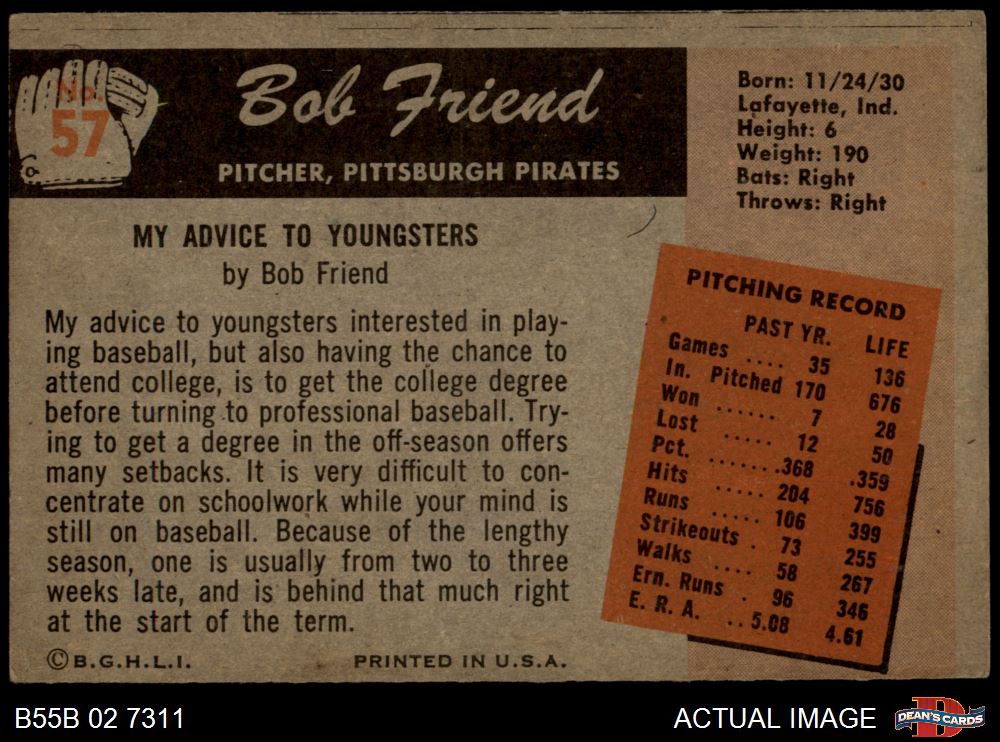 No.
57
Bob Friend
PITCHER, PITTSBURGH PIRATES
Born: 11/24/30
Lafayette, Ind.
Height: 6
Weight: 190
Bats: Right
Throws: Right
MY ADVICE TO YOUNGSTERS
by Bob Friend
My advice to youngsters interested in play-
ing baseball, but also having the chance to
attend college, is to get the college degree
before turning to professional baseball. Try-
ing to get a degree in the off-season offers
many setbacks. It is very difficult to con-
centrate on schoolwork while your mind is
still on baseball. Because of the lengthy
season, one is usually from two to three
weeks late, and is behind that much right
at the start of the term.
©B.G.H.L.I. PRINTED IN U.S.A.
PITCHING RECORD
PAST YR. LIFE
Games .... 35 136
In. Pitched 170 676
Won ...... 7 28
Lost ..... 12 50
Pct. .......368 .359
Hits ..... 204 756
Runs ..... 106 399
Strikeouts . 73 255
Walks .... 58 267
Ern. Runs . 96 346
E. R. A. ..5.08 4.61
B55B 02 7311
ACTUAL IMAGE
D
DEAN'S CARDS